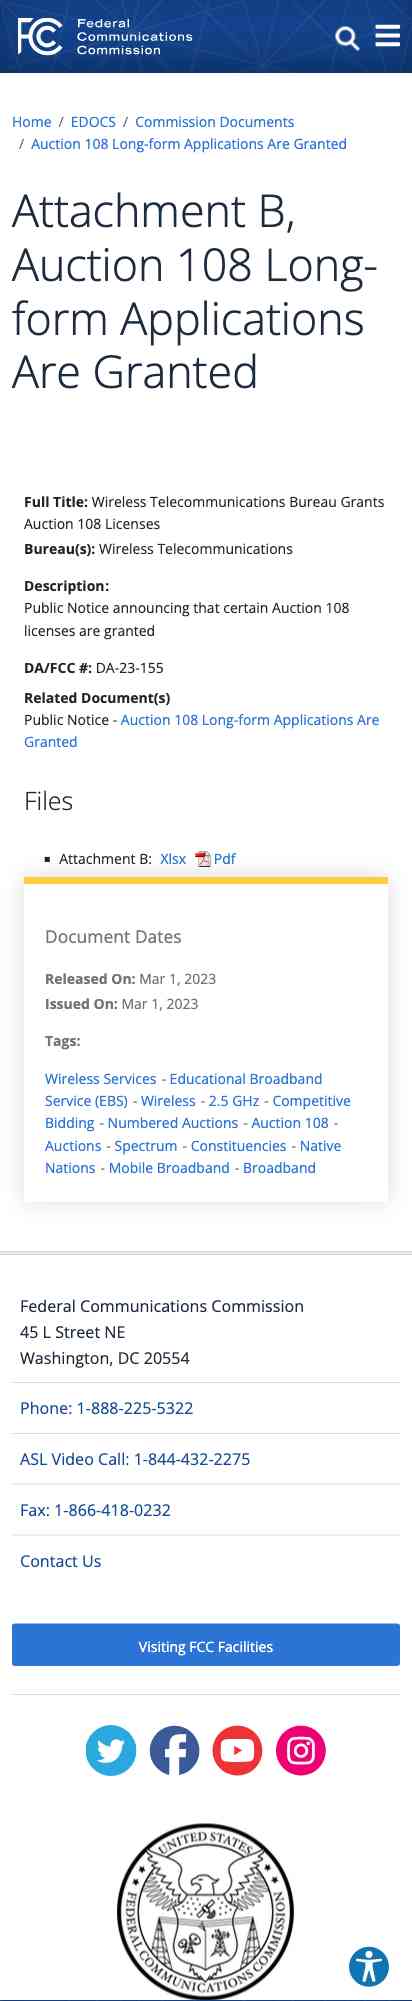 FCC
Federal
Communications
Commission
Home / EDOCS / Commission Documents
/ Auction 108 Long-form Applications Are Granted
Attachment B,
Auction 108 Long-
form Applications
Are Granted
Full Title: Wireless Telecommunications Bureau Grants
Auction 108 Licenses
Bureau(s): Wireless Telecommunications
Description:
Public Notice announcing that certain Auction 108
licenses are granted
DA/FCC #: DA-23-155
Related Document(s)
Public Notice - Auction 108 Long-form Applications Are
Granted
Files
Attachment B: Xlsx Pdf
Document Dates
Released On: Mar 1, 2023
Issued On: Mar 1, 2023
Tags:
Wireless Services - Educational Broadband
Service (EBS) - Wireless - 2.5 GHz - Competitive
Bidding - Numbered Auctions - Auction 108 -
Auctions - Spectrum - Constituencies - Native
Nations - Mobile Broadband - Broadband
Federal Communications Commission
45 L Street NE
Washington, DC 20554
Phone: 1-888-225-5322
ASL Video Call: 1-844-432-2275
Fax: 1-866-418-0232
Contact Us
Visiting FCC Facilities
UNITED STATES
FEDERAL COMMUNICATIONS COMMISSION